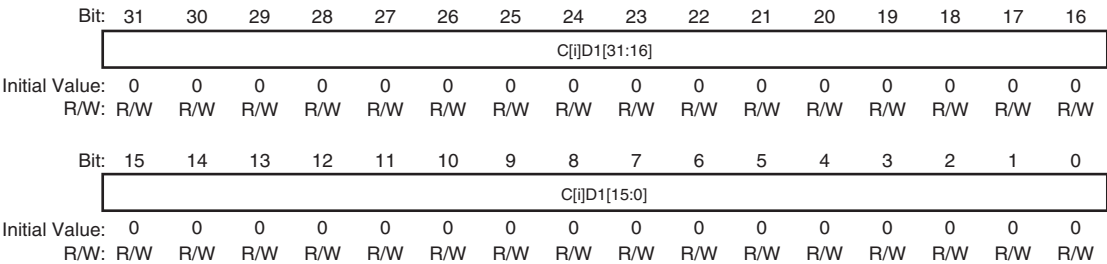 Bit: 31 30 29 28 27 26 25 24 23 22 21 20 19 18 17 16
C[i]D1[31:16]
Initial Value: 0 0 0 0 0 0 0 0 0 0 0 0 0 0 0 0
R/W: R/W R/W R/W R/W R/W R/W R/W R/W R/W R/W R/W R/W R/W R/W R/W R/W
Bit: 15 14 13 12 11 10 9 8 7 6 5 4 3 2 1 0
C[i]D1[15:0]
Initial Value: 0 0 0 0 0 0 0 0 0 0 0 0 0 0 0 0
R/W: R/W R/W R/W R/W R/W R/W R/W R/W R/W R/W R/W R/W R/W R/W R/W R/W